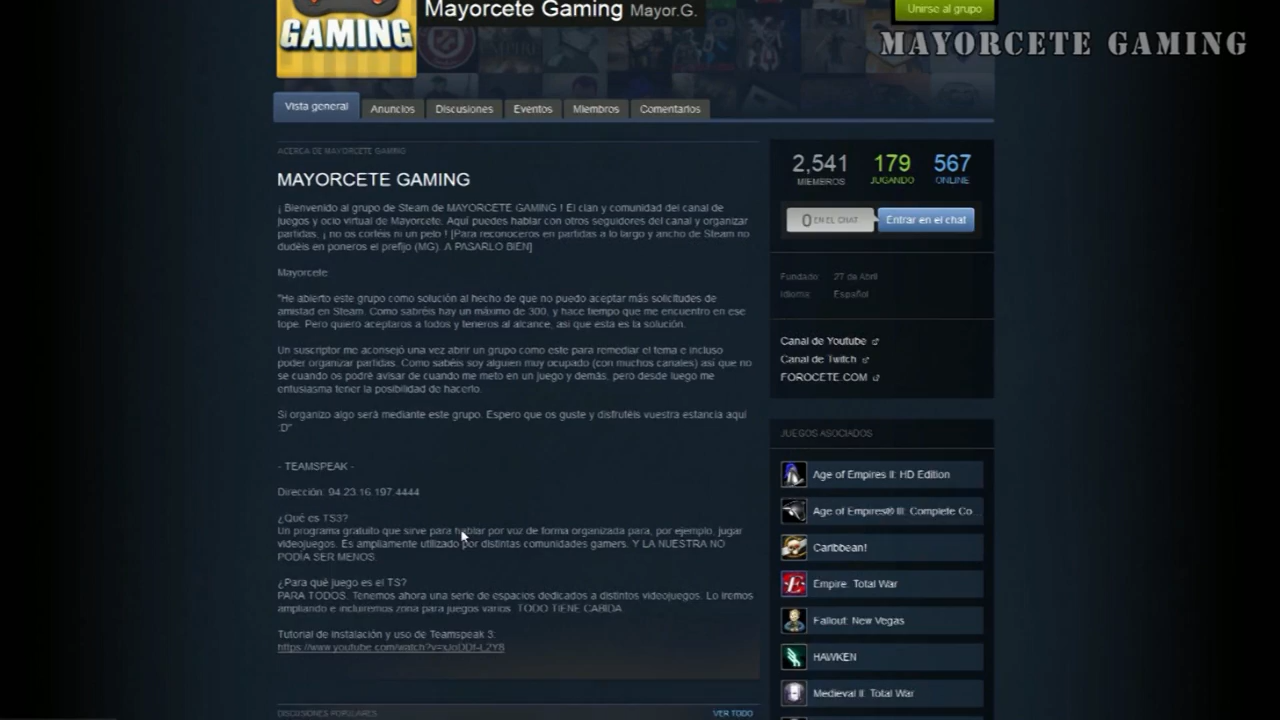 GAMING
Mayorcete Gaming Mayor.G.
Unirse al grupo
MAYORCETE GAMING
Vista general
Anuncios
Discusiones
Eventos
Miembros
Comentarios
ACERCA DE MAYORCETE GAMING
MAYORCETE GAMING
¡ Bienvenido al grupo de Steam de MAYORCETE GAMING ! El clan y comunidad del canal de
juegos y ocio virtual de Mayorcete. Aquí puedes hablar con otros seguidores del canal y organizar
partidas, ¡ no os cortéis ni un pelo ! [Para reconoceros en partidas a lo largo y ancho de Steam no
dudéis en poneros el prefijo (MG). A PASARLO BIEN]
Mayorcete:
"He abierto este grupo como solución al hecho de que no puedo aceptar más solicitudes de
amistad en Steam. Como sabréis hay un máximo de 300, y hace tiempo que me encuentro en ese
tope. Pero quiero aceptaros a todos y teneros al alcance, así que esta es la solución.
Un suscriptor me aconsejó una vez abrir un grupo como este para remediar el tema e incluso
poder organizar partidas. Como sabéis soy alguien muy ocupado (con muchos canales) así que no
se cuando os podré avisar de cuando me meto en un juego y demás, pero desde luego me
entusiasma tener la posibilidad de hacerlo.
Si organizo algo será mediante este grupo. Espero que os guste y disfrutéis vuestra estancia aquí
:D"
- TEAMSPEAK -
Dirección: 94.23.16.197:4444
¿Qué es TS3?
Un programa gratuito que sirve para hablar por voz de forma organizada para, por ejemplo, jugar
videojuegos. Es ampliamente utilizado por distintas comunidades gamers. Y LA NUESTRA NO
PODÍA SER MENOS.
¿Para qué juego es el TS?
PARA TODOS. Tenemos ahora una serie de espacios dedicados a distintos videojuegos. Lo iremos
ampliando e incluiremos zona para juegos varios. TODO TIENE CABIDA.
Tutorial de instalación y uso de Teamspeak 3:
https://www.youtube.com/watch?v=iUoDDf-L2Y8
DISCUSIONES POPULARES
VER TODO
2,541 179 567
MIEMBROS JUGANDO ONLINE
0 EN EL CHAT
Entrar en el chat
Fundado 27 de Abril
Idioma Español
Canal de Youtube
Canal de Twitch
FOROCETE.COM
JUEGOS ASOCIADOS
Age of Empires II: HD Edition
Age of Empires® III: Complete Co...
Caribbean!
Empire: Total War
Fallout: New Vegas
HAWKEN
Medieval II: Total War